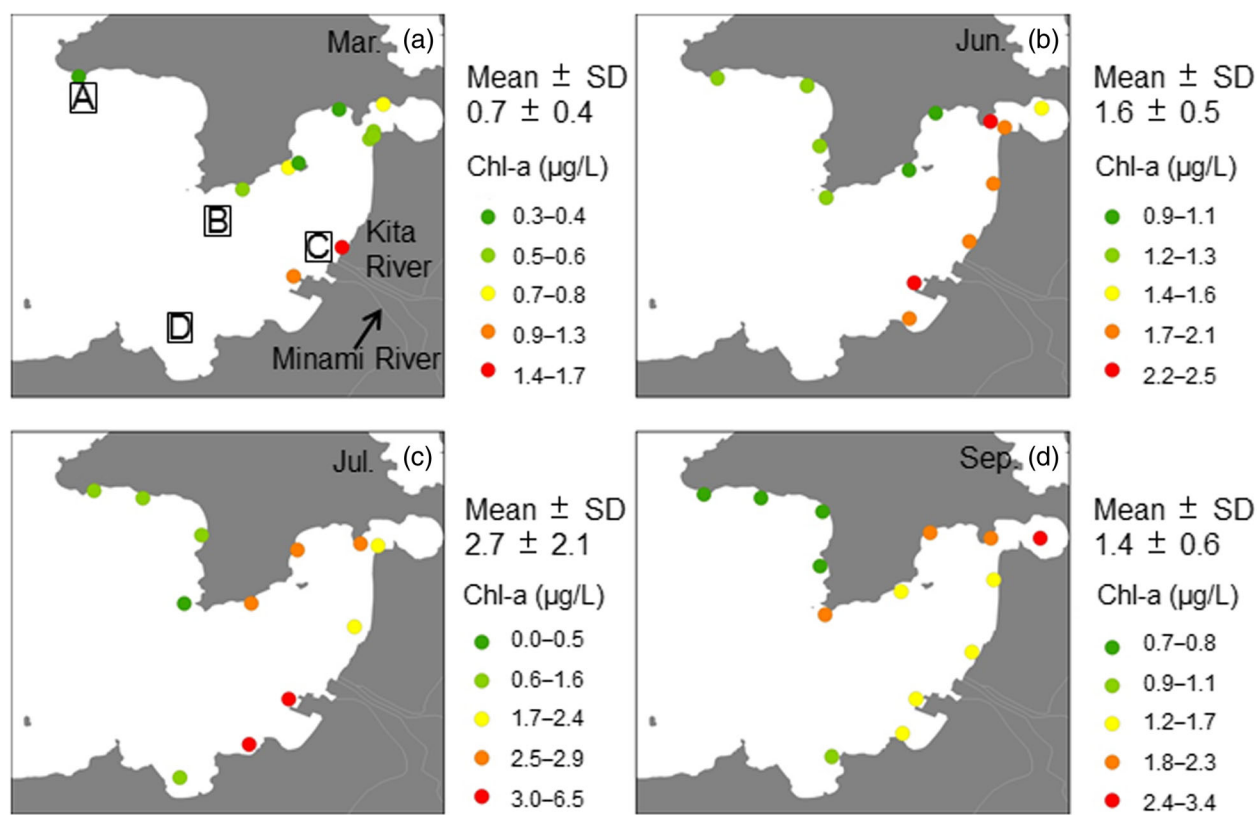 Mar. (a)
A
B
C
D
Kita
River
Minami River
Mean ± SD
0.7 ± 0.4
Chl-a (µg/L)
0.3–0.4
0.5–0.6
0.7–0.8
0.9–1.3
1.4–1.7
Jun. (b)
Mean ± SD
1.6 ± 0.5
Chl-a (µg/L)
0.9–1.1
1.2–1.3
1.4–1.6
1.7–2.1
2.2–2.5
Jul. (c)
Mean ± SD
2.7 ± 2.1
Chl-a (µg/L)
0.0–0.5
0.6–1.6
1.7–2.4
2.5–2.9
3.0–6.5
Sep. (d)
Mean ± SD
1.4 ± 0.6
Chl-a (µg/L)
0.7–0.8
0.9–1.1
1.2–1.7
1.8–2.3
2.4–3.4